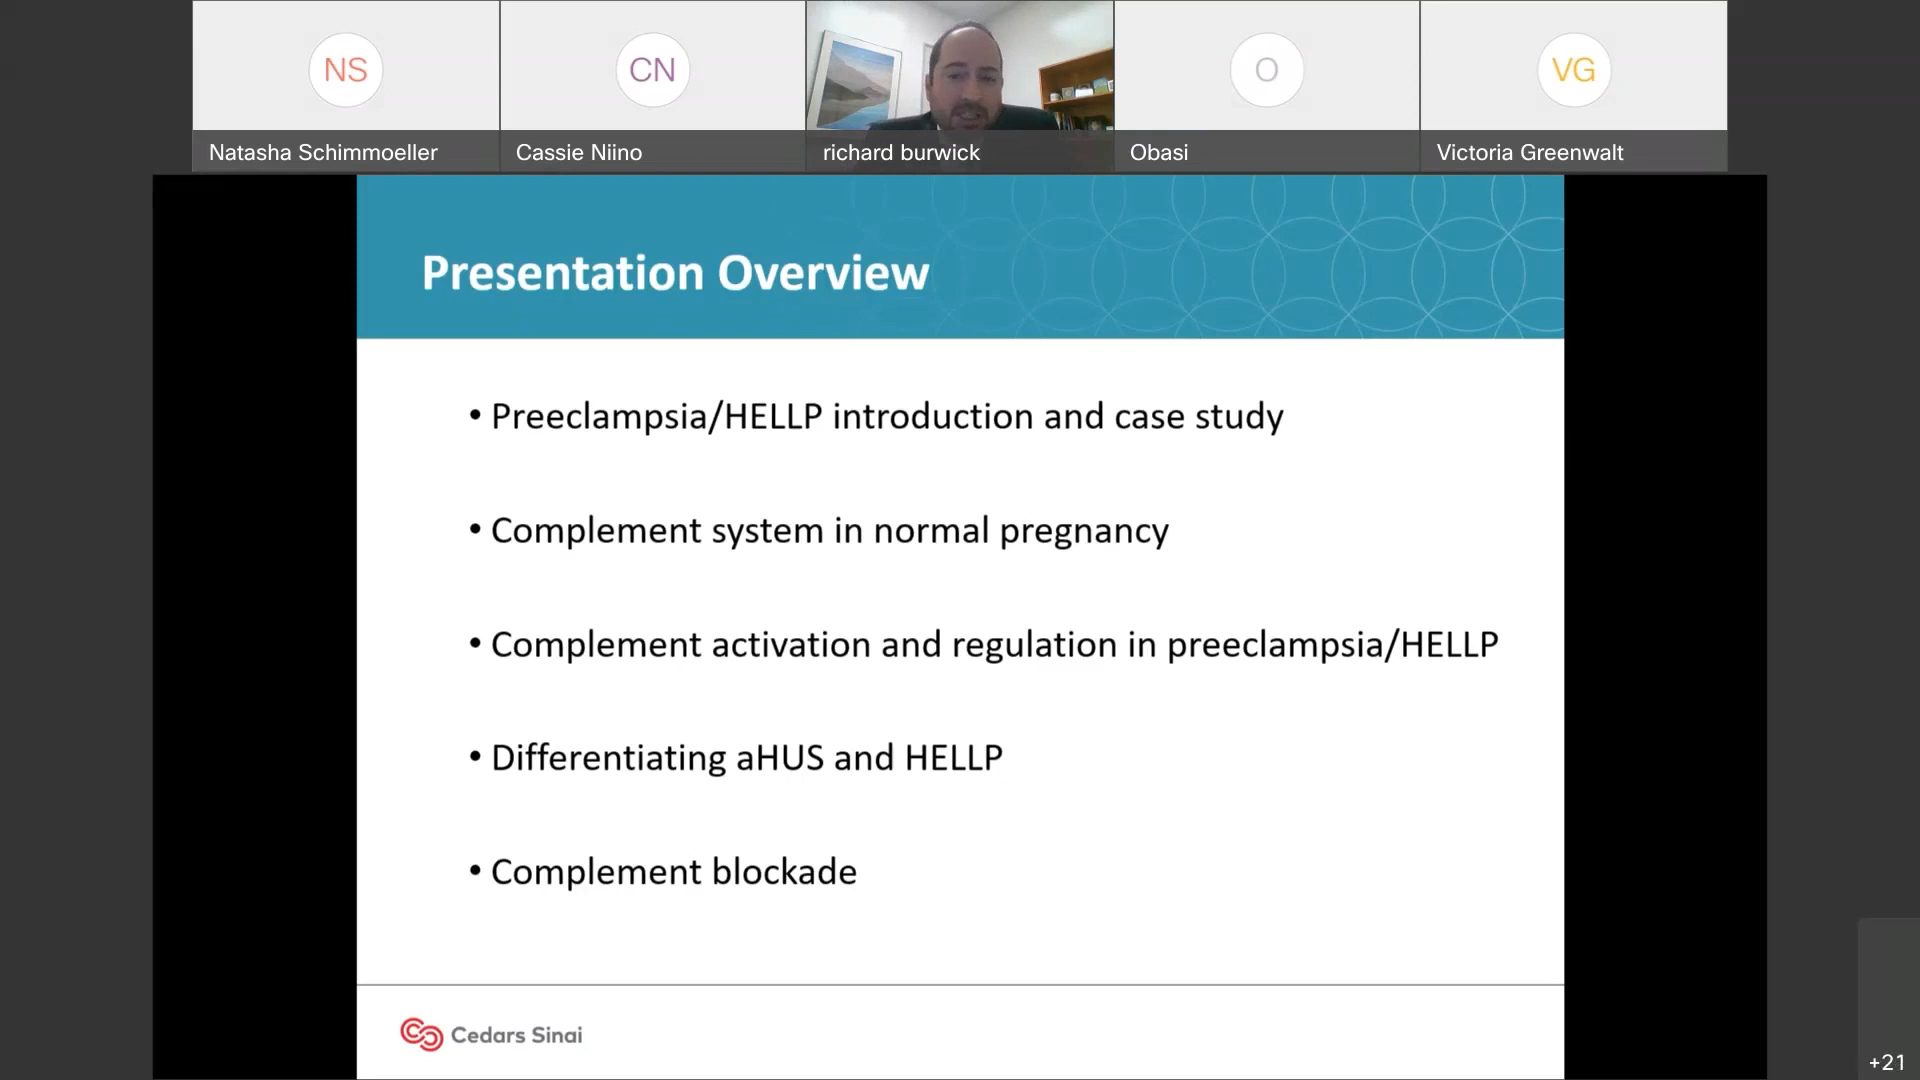 NS
CN
O
VG
Natasha Schimmoeller
Cassie Niino
richard burwick
Obasi
Victoria Greenwalt
Presentation Overview
• Preeclampsia/HELLP introduction and case study
• Complement system in normal pregnancy
• Complement activation and regulation in preeclampsia/HELLP
• Differentiating aHUS and HELLP
• Complement blockade
Cedars Sinai
+21